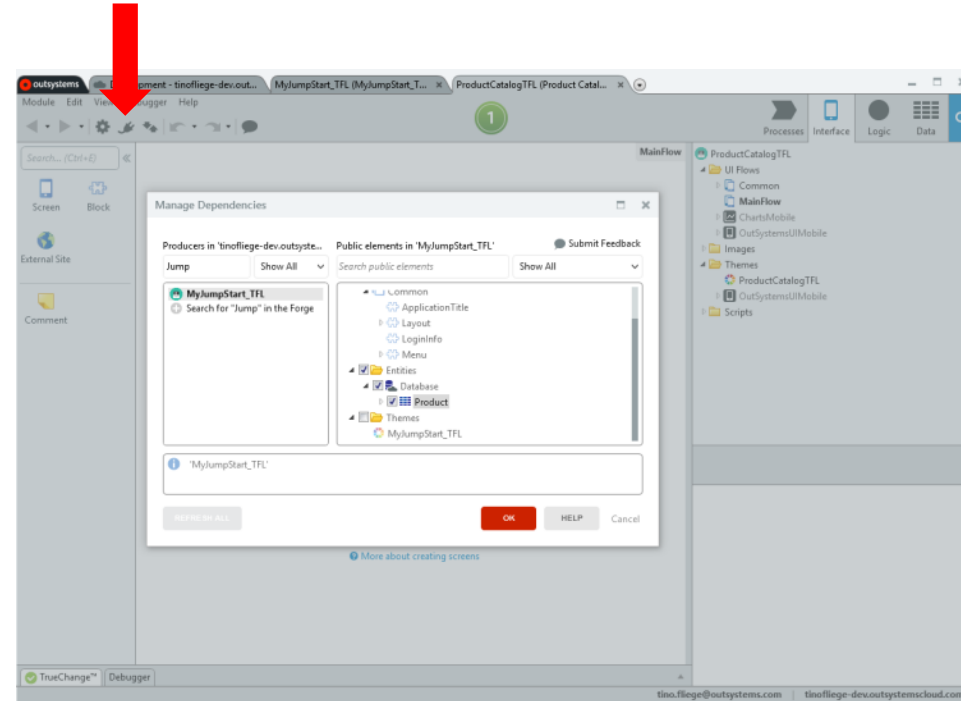 outsystems
pment - tinofliege-dev.out...
MyJumpStart_TFL (MyJumpStart_T...
ProductCatalogTFL (Product Catal...
Module Edit Help
1
Processes Interface Logic Data
Search... (Ctrl+E)
MainFlow
Screen Block
External Site
Comment
Manage Dependencies
Producers in 'tinofliege-dev.outsyste...
Public elements in 'MyJumpStart_TFL'
Submit Feedback
Jump
Show All
Search public elements
Show All
MyJumpStart_TFL
Search for "Jump" in the Forge
Common
ApplicationTitle
Layout
LoginInfo
Menu
Entities
Database
Product
Themes
MyJumpStart_TFL
'MyJumpStart_TFL'
REFRESH ALL
OK
HELP
Cancel
More about creating screens
ProductCatalogTFL
UI Flows
Common
MainFlow
ChartsMobile
OutSystemsUIMobile
Images
Themes
ProductCatalogTFL
OutSystemsUIMobile
Scripts
TrueChange™
Debugger
tino.fliege@outsystems.com
tinofliege-dev.outsystemscloud.com